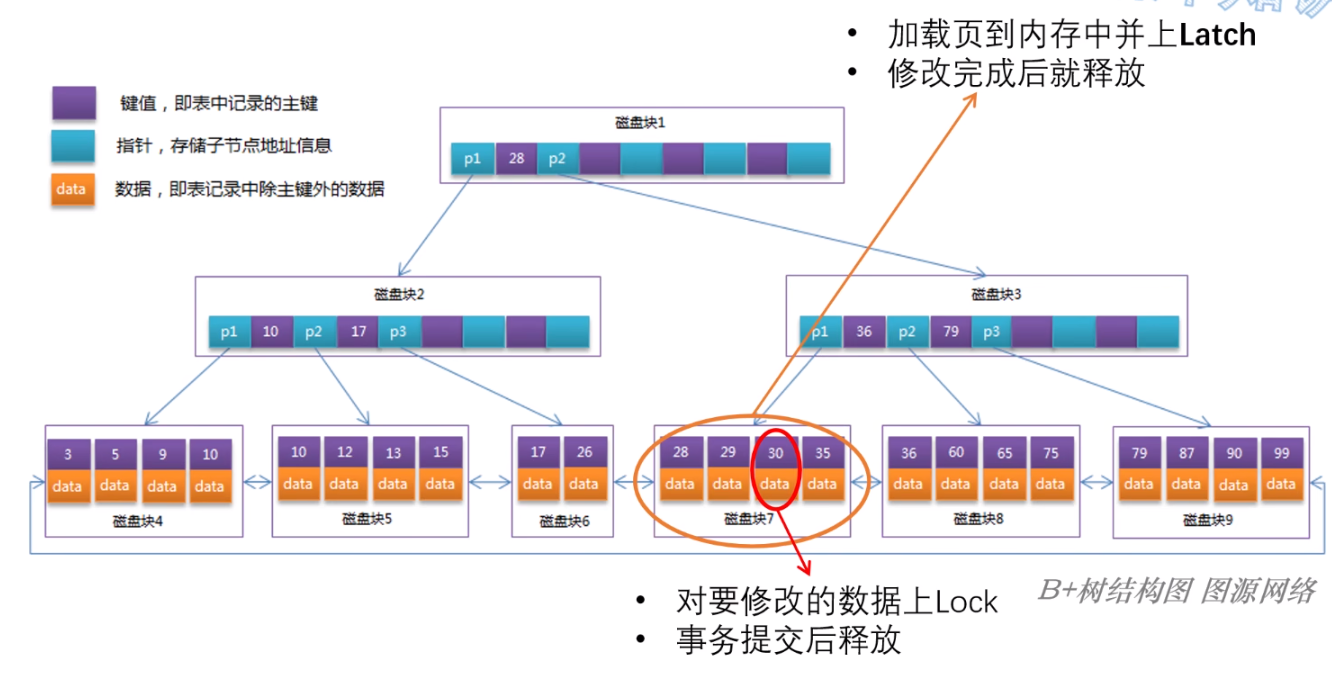 • 加载页到内存中并上Latch
• 修改完成后就释放
键值，即表中记录的主键
指针，存储子节点地址信息
data 数据，即表记录中除主键外的数据
磁盘块1
p1 28 p2
磁盘块2
p1 10 p2 17 p3
磁盘块3
p1 36 p2 79 p3
3 5 9 10
data data data data
磁盘块4
10 12 13 15
data data data data
磁盘块5
17 26
data data
磁盘块6
28 29 30 35
data data data data
磁盘块7
36 60 65 75
data data data data
磁盘块8
79 87 90 99
data data data data
磁盘块9
• 对要修改的数据上Lock
• 事务提交后释放
B+树结构图 图源网络